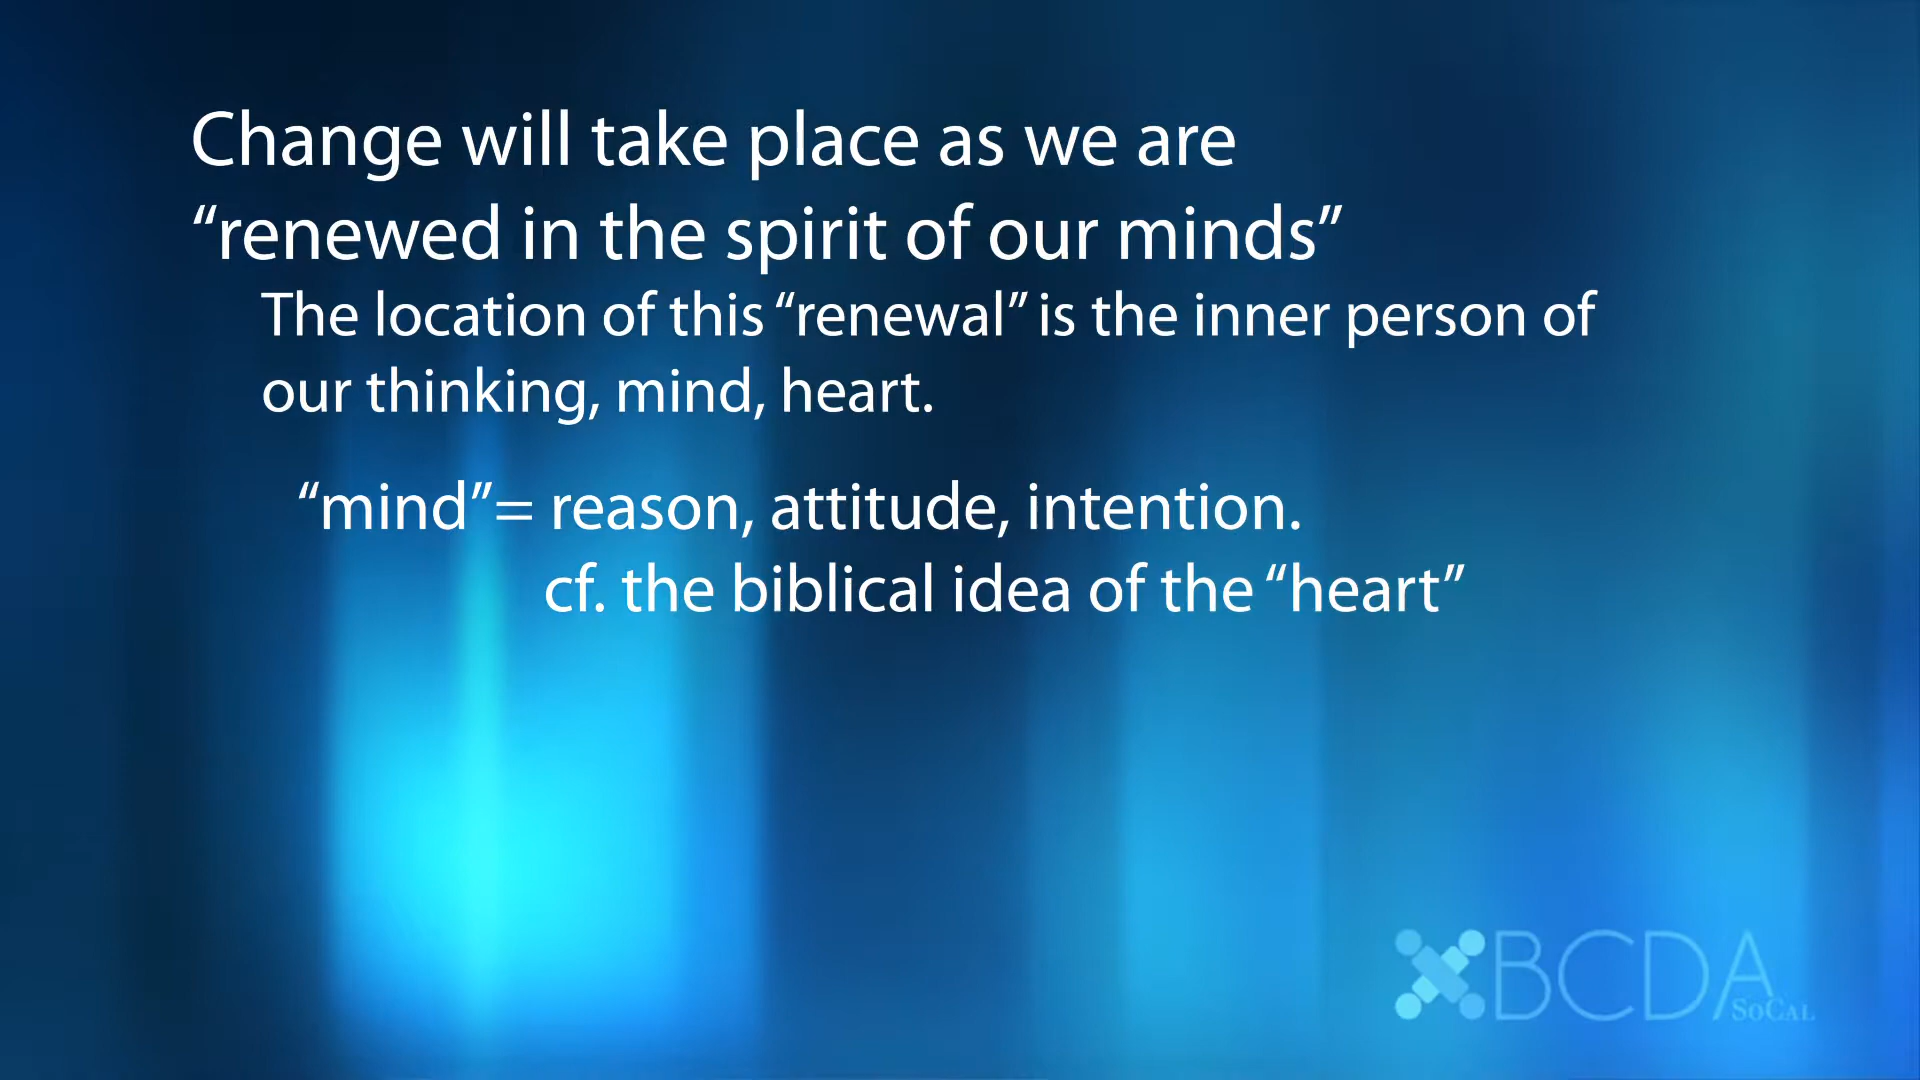 Change will take place as we are
“renewed in the spirit of our minds”
The location of this “renewal” is the inner person of
our thinking, mind, heart.
“mind”= reason, attitude, intention.
cf. the biblical idea of the “heart”
BCDA
SoCal